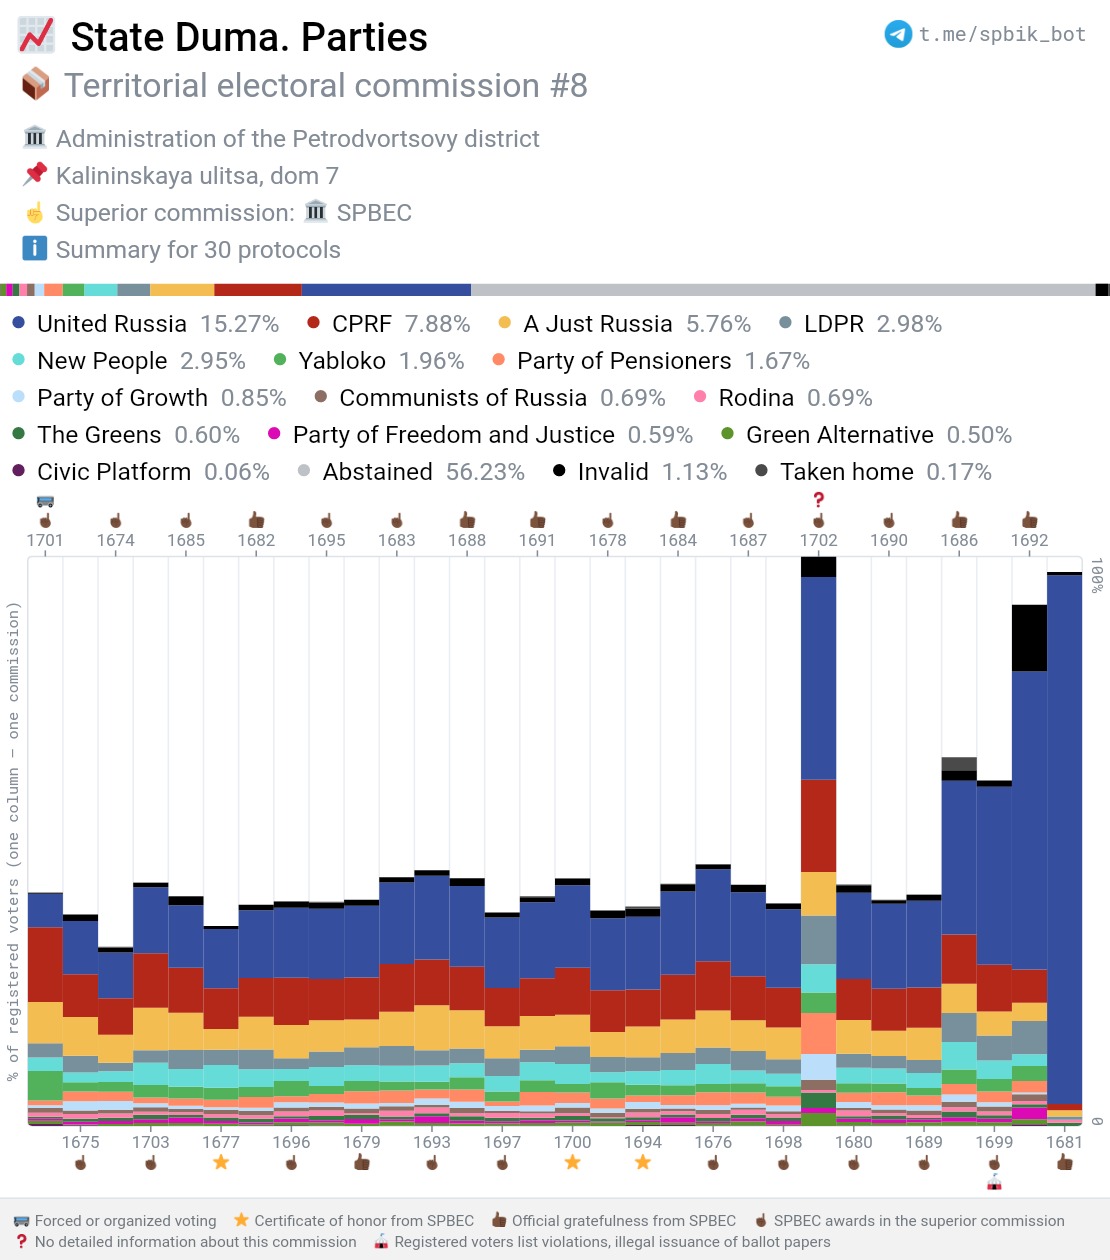 State Duma. Parties
t.me/spbik_bot
Territorial electoral commission #8
Administration of the Petrodvortsovy district
Kalininskaya ulitsa, dom 7
Superior commission: SPBEC
Summary for 30 protocols
United Russia 15.27% CPRF 7.88% A Just Russia 5.76% LDPR 2.98%
New People 2.95% Yabloko 1.96% Party of Pensioners 1.67%
Party of Growth 0.85% Communists of Russia 0.69% Rodina 0.69%
The Greens 0.60% Party of Freedom and Justice 0.59% Green Alternative 0.50%
Civic Platform 0.06% Abstained 56.23% Invalid 1.13% Taken home 0.17%
1701 1674 1685 1682 1695 1683 1688 1691 1678 1684 1687 1702 1690 1686 1692
100%
% of registered voters (one column – one commission)
0
1675 1703 1677 1696 1679 1693 1697 1700 1694 1676 1698 1680 1689 1699 1681
Forced or organized voting Certificate of honor from SPBEC Official gratefulness from SPBEC SPBEC awards in the superior commission
No detailed information about this commission Registered voters list violations, illegal issuance of ballot papers